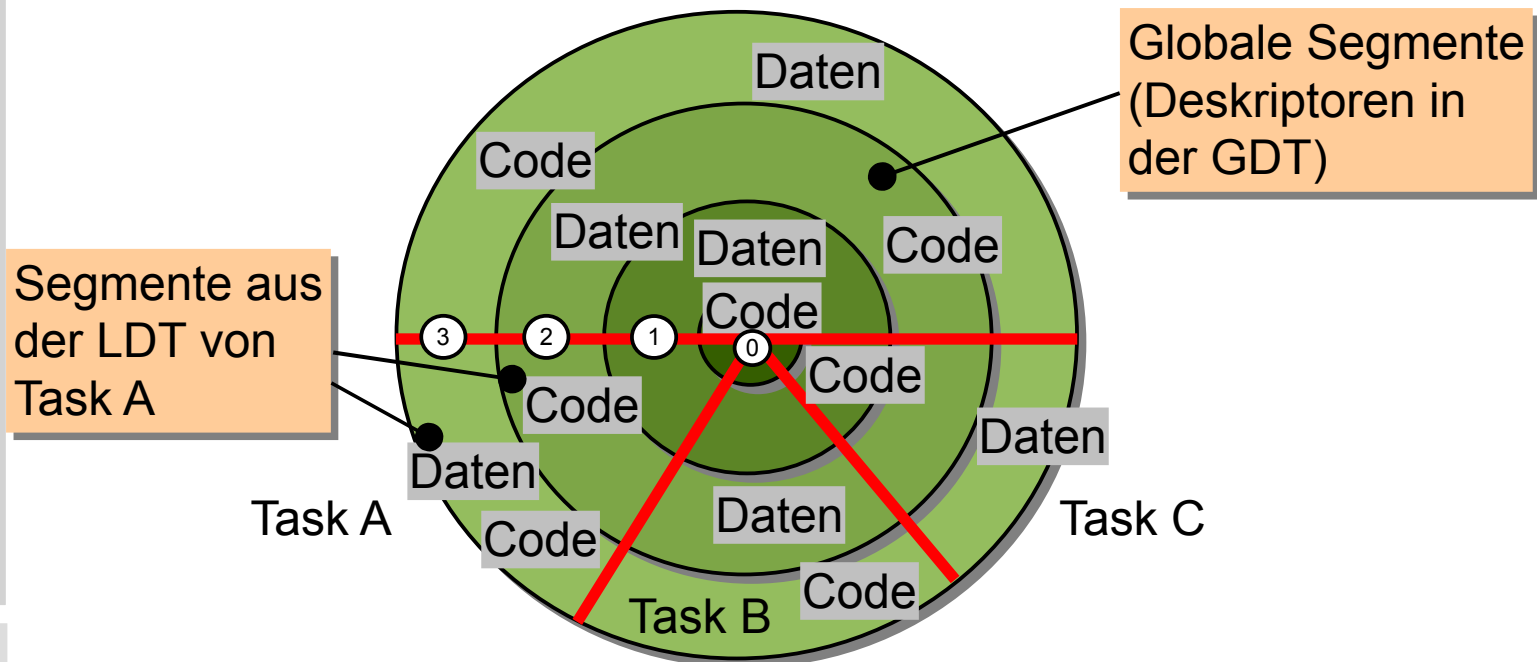 Daten
Globale Segmente
(Deskriptoren in
der GDT)
Code
Daten
Daten
Code
Segmente aus
der LDT von
Task A
Code
3
2
1
0
Code
Code
Daten
Daten
Task A
Code
Daten
Task C
Code
Task B